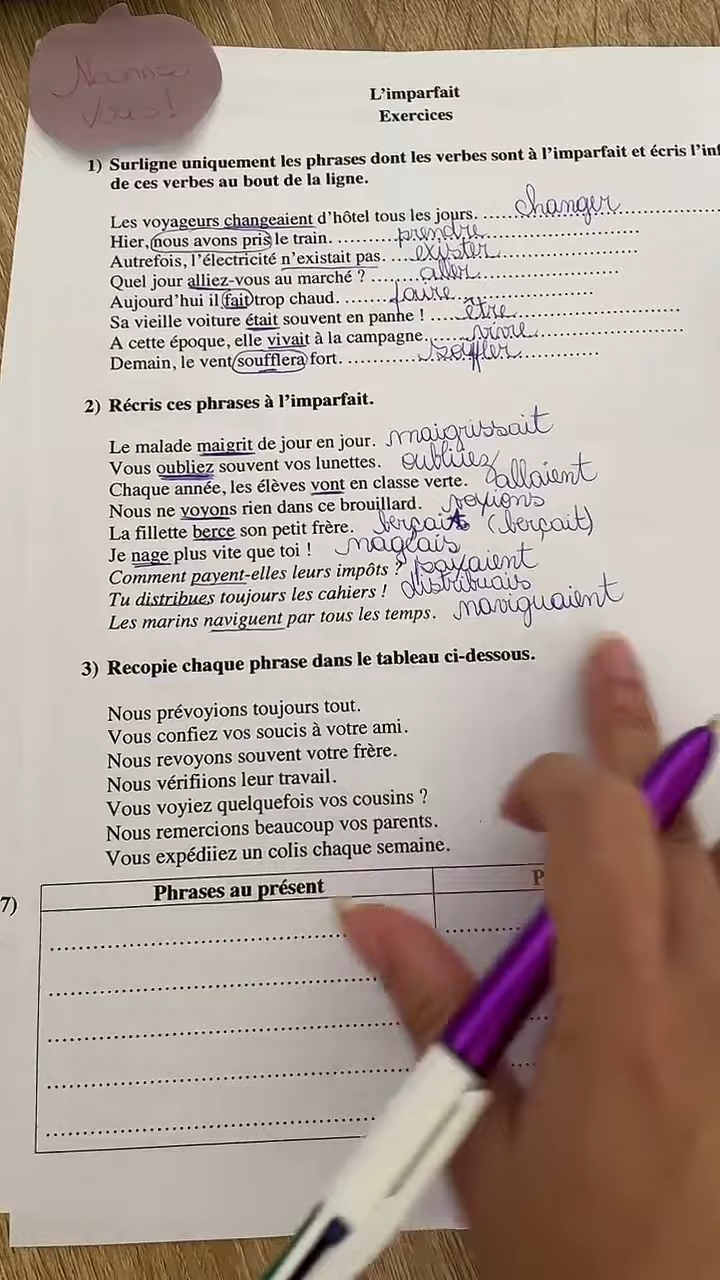 Nourrisez
Vous!
L'imparfait
Exercices
1) Surligne uniquement les phrases dont les verbes sont à l'imparfait et écris l'inf
de ces verbes au bout de la ligne.
Les voyageurs changeaient d'hôtel tous les jours. changer
Hier, nous avons pris le train. prendre
Autrefois, l'électricité n'existait pas. exister
Quel jour alliez-vous au marché ? aller
Aujourd'hui il fait trop chaud. faire
Sa vieille voiture était souvent en panne ! être
A cette époque, elle vivait à la campagne. vivre
Demain, le vent soufflera fort. souffler
2) Récris ces phrases à l'imparfait.
Le malade maigrit de jour en jour. maigrissait
Vous oubliez souvent vos lunettes. oubliiez
Chaque année, les élèves vont en classe verte. allaient
Nous ne voyons rien dans ce brouillard. voyions
La fillette berce son petit frère. berçait (berçait)
Je nage plus vite que toi ! nageais
Comment payent-elles leurs impôts ? payaient
Tu distribues toujours les cahiers ! distribuais
Les marins naviguent par tous les temps. naviguaient
3) Recopie chaque phrase dans le tableau ci-dessous.
Nous prévoyions toujours tout.
Vous confiez vos soucis à votre ami.
Nous revoyons souvent votre frère.
Nous vérifiions leur travail.
Vous voyiez quelquefois vos cousins ?
Nous remercions beaucoup vos parents.
Vous expédiiez un colis chaque semaine.
7)
Phrases au présent
P